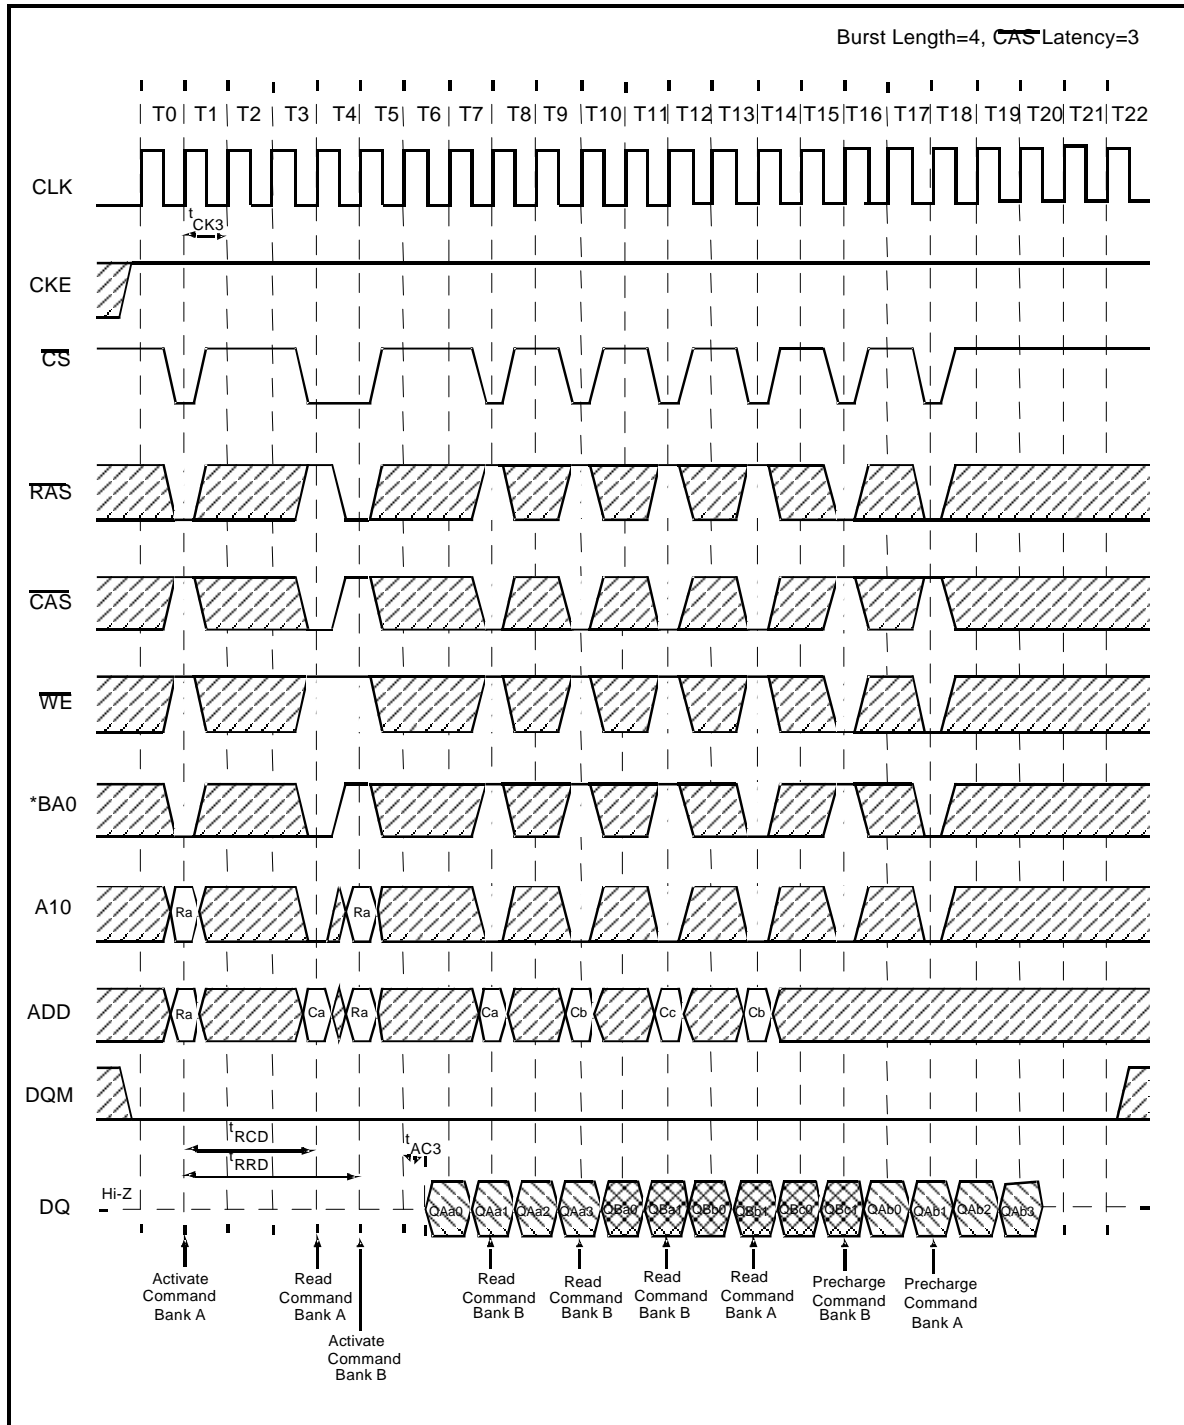 Burst Length=4, CAS Latency=3
T0 T1 T2 T3 T4 T5 T6 T7 T8 T9 T10 T11 T12 T13 T14 T15 T16 T17 T18 T19 T20 T21 T22
CLK
tCK3
CKE
CS
RAS
CAS
WE
*BA0
A10
Ra Ra
ADD
Ra Ca Ra Ca Cb Cc Cb
DQM
tRCD
tAC3
tRRD
Hi-Z
DQ
QAa0 QAa1 QAa2 QAa3 QBa0 QBa1 QBb0 QBb1 QBc0 QBc1 QAb0 QAb1 QAb2 QAb3
Activate
Command
Bank A
Read
Command
Bank A
Activate
Command
Bank B
Read
Command
Bank B
Read
Command
Bank B
Read
Command
Bank B
Read
Command
Bank A
Precharge
Command
Bank B
Precharge
Command
Bank A